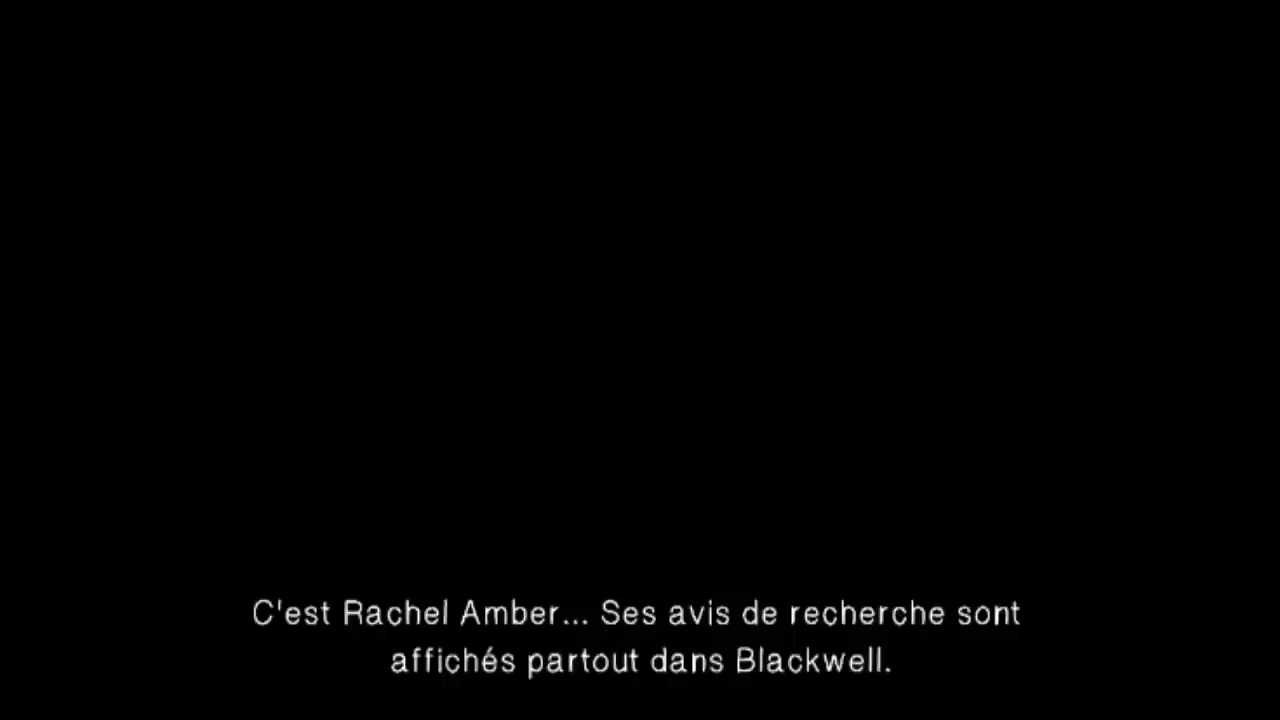 C'est Rachel Amber... Ses avis de recherche sont
affichés partout dans Blackwell.